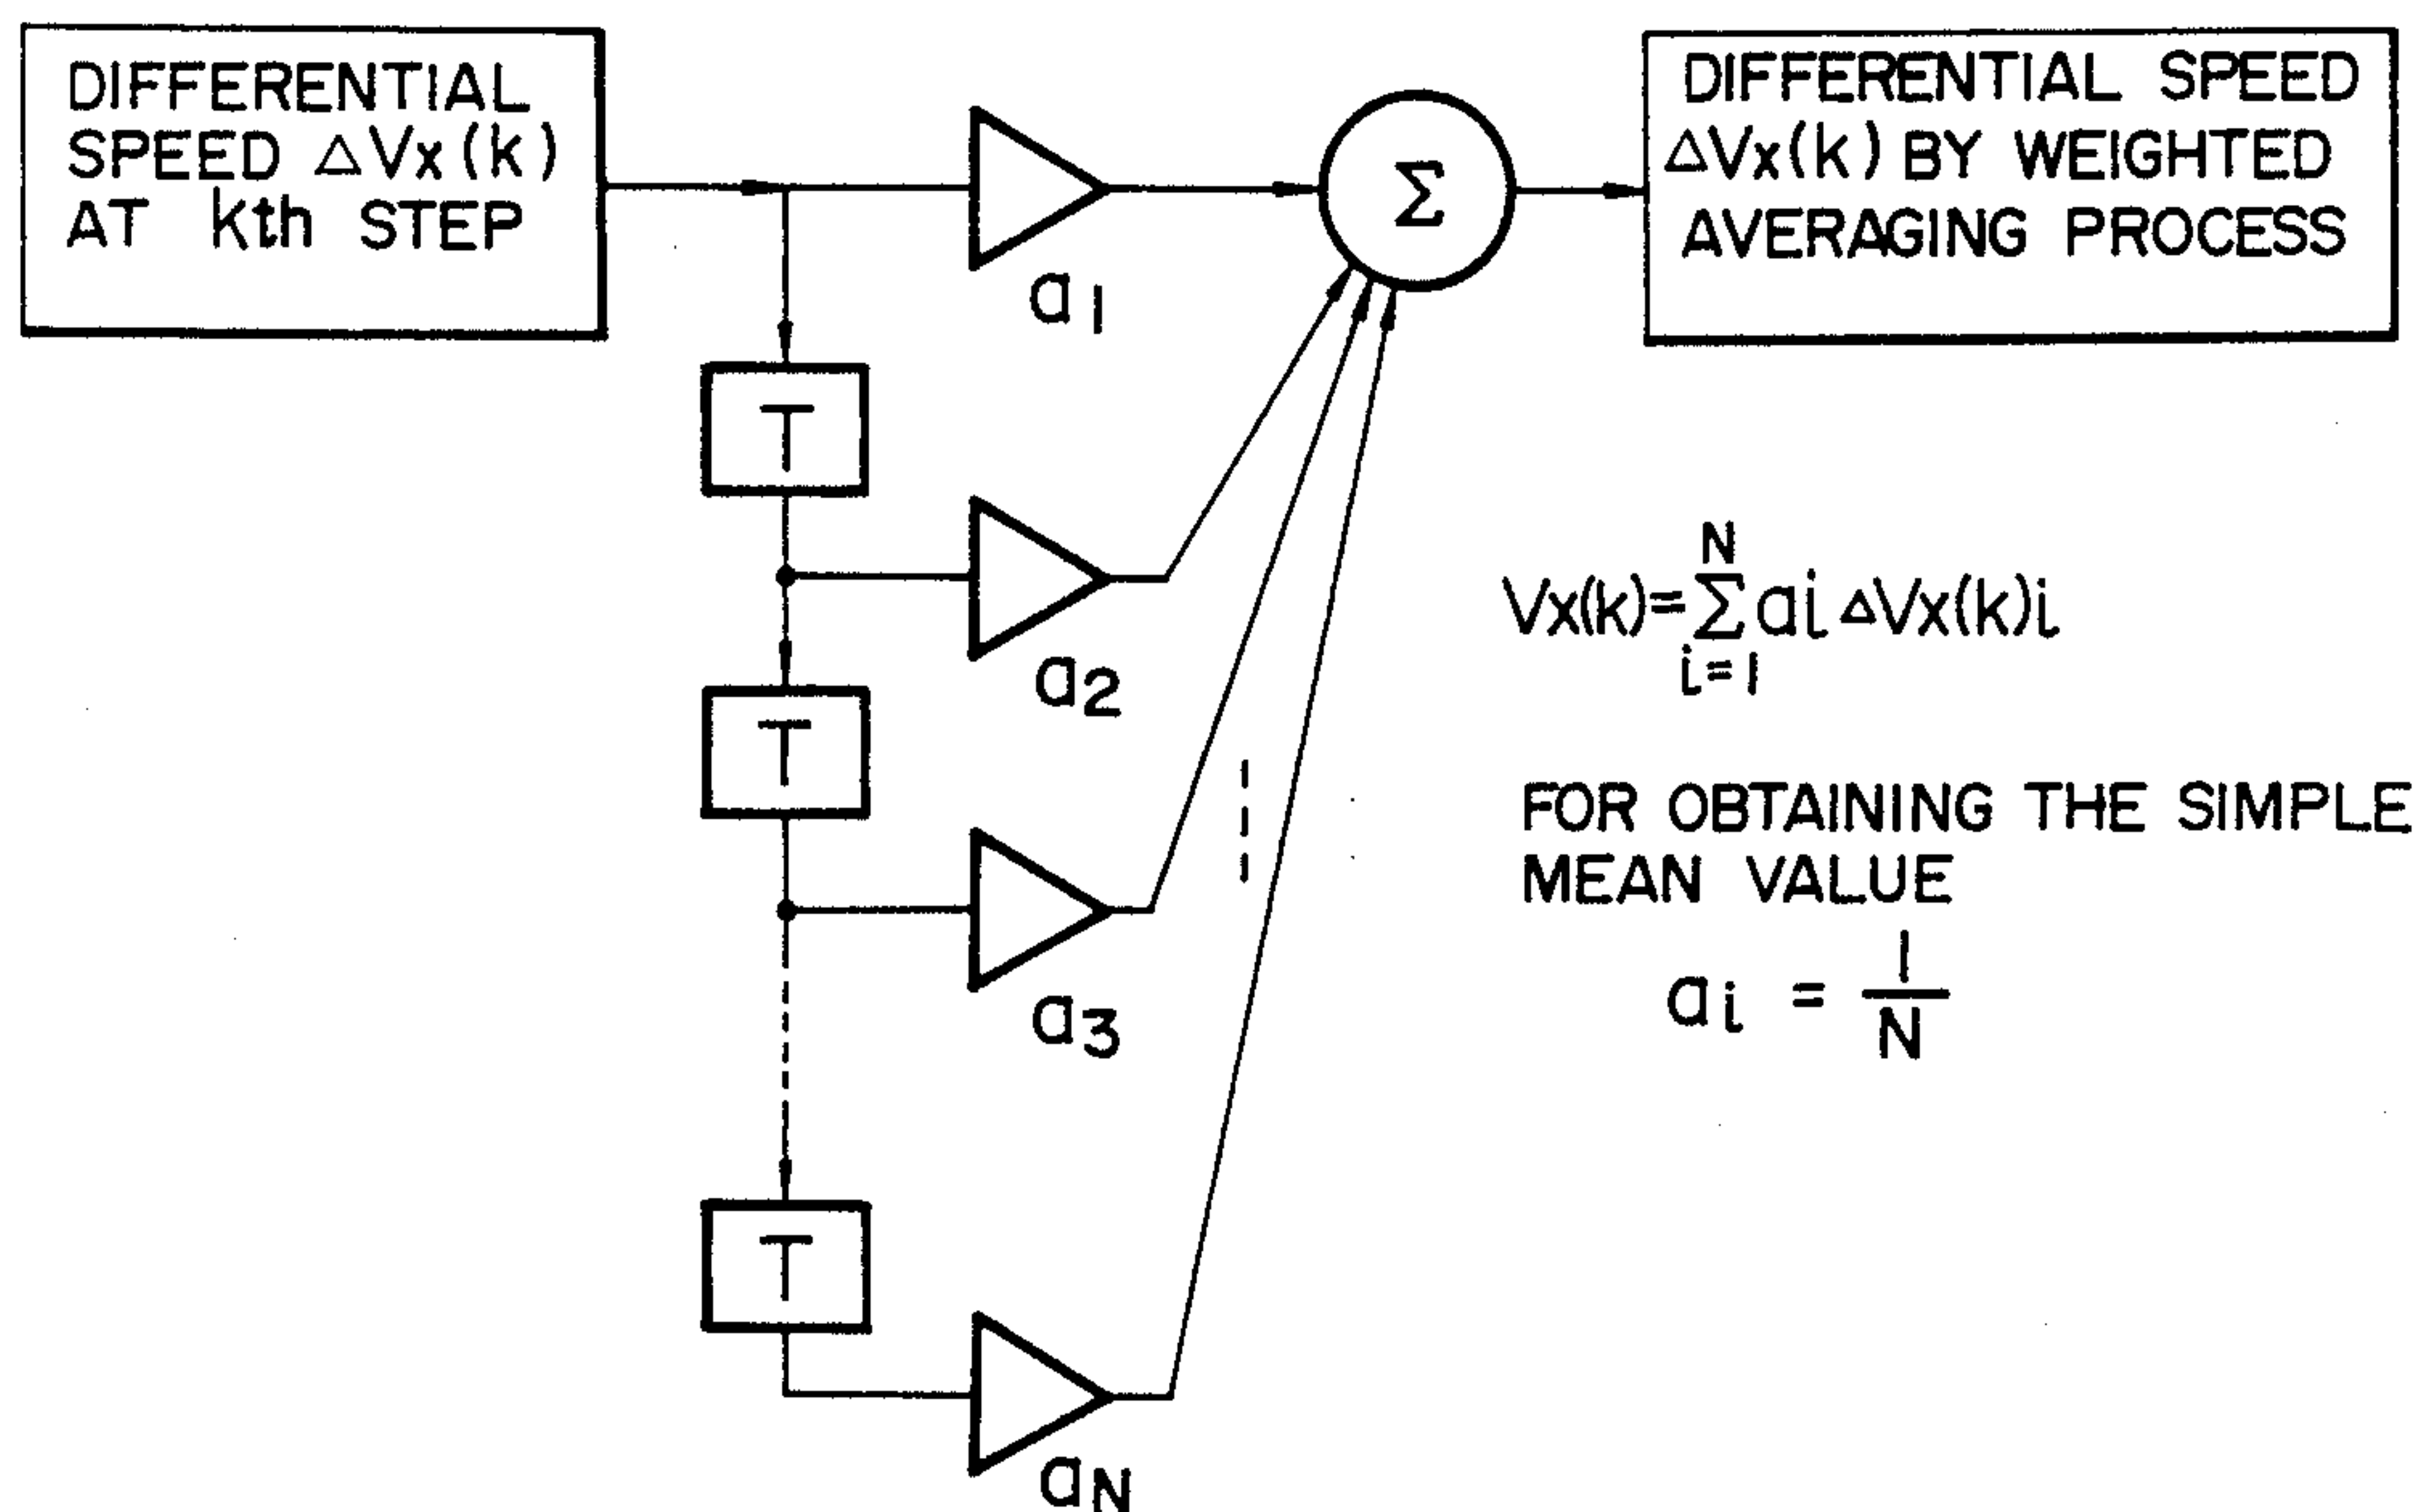 DIFFERENTIAL
SPEED ΔVx(k)
AT kth STEP
a1
Σ
DIFFERENTIAL SPEED
ΔVx(k) BY WEIGHTED
AVERAGING PROCESS
T
a2
T
a3
T
aN
N
Vx(k)=Σ ai ΔVx(k)i
i=1
FOR OBTAINING THE SIMPLE
MEAN VALUE
ai = 1/N